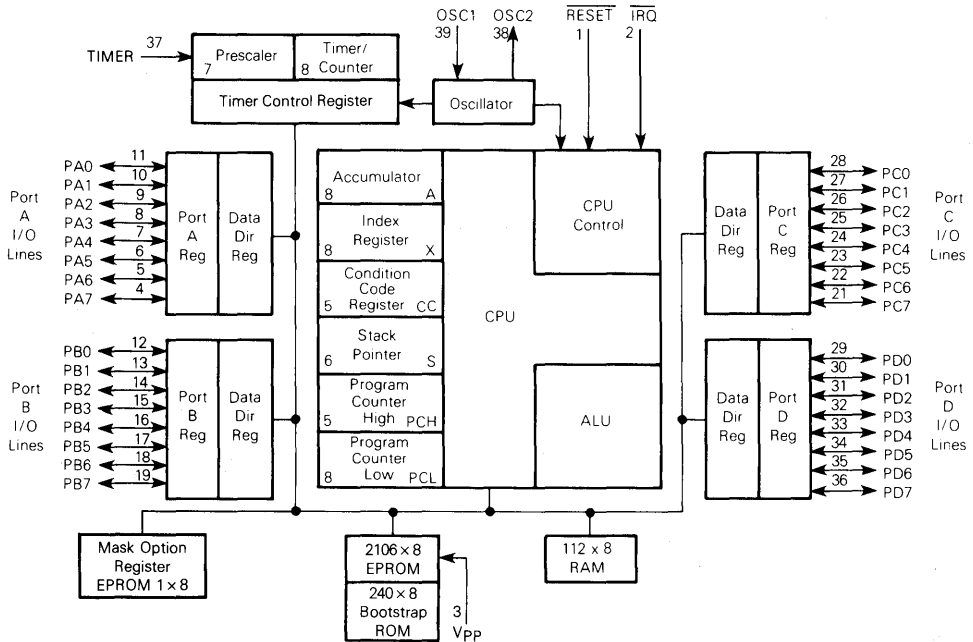 OSC1
39
OSC2
38
RESET
1
IRQ
2
TIMER
37
Prescaler
7
Timer/
Counter
8
Timer Control Register
Oscillator
Port
A
I/O
Lines
PA0
11
PA1
10
PA2
9
PA3
8
PA4
7
PA5
6
PA6
5
PA7
4
Port
A
Reg
Data
Dir
Reg
Port
B
I/O
Lines
PB0
12
PB1
13
PB2
14
PB3
15
PB4
16
PB5
17
PB6
18
PB7
19
Port
B
Reg
Data
Dir
Reg
Accumulator
8 A
Index
Register
8 X
Condition
Code
Register
5 CC
Stack
Pointer
6 S
Program
Counter
High
5 PCH
Program
Counter
Low
8 PCL
CPU
CPU
Control
ALU
Data
Dir
Reg
Port
C
Reg
28
PC0
27
PC1
26
PC2
25
PC3
24
PC4
23
PC5
22
PC6
21
PC7
Port
C
I/O
Lines
Data
Dir
Reg
Port
D
Reg
29
PD0
30
PD1
31
PD2
32
PD3
33
PD4
34
PD5
35
PD6
36
PD7
Port
D
I/O
Lines
Mask Option
Register
EPROM 1×8
2106×8
EPROM
240×8
Bootstrap
ROM
3
VPP
112 x 8
RAM